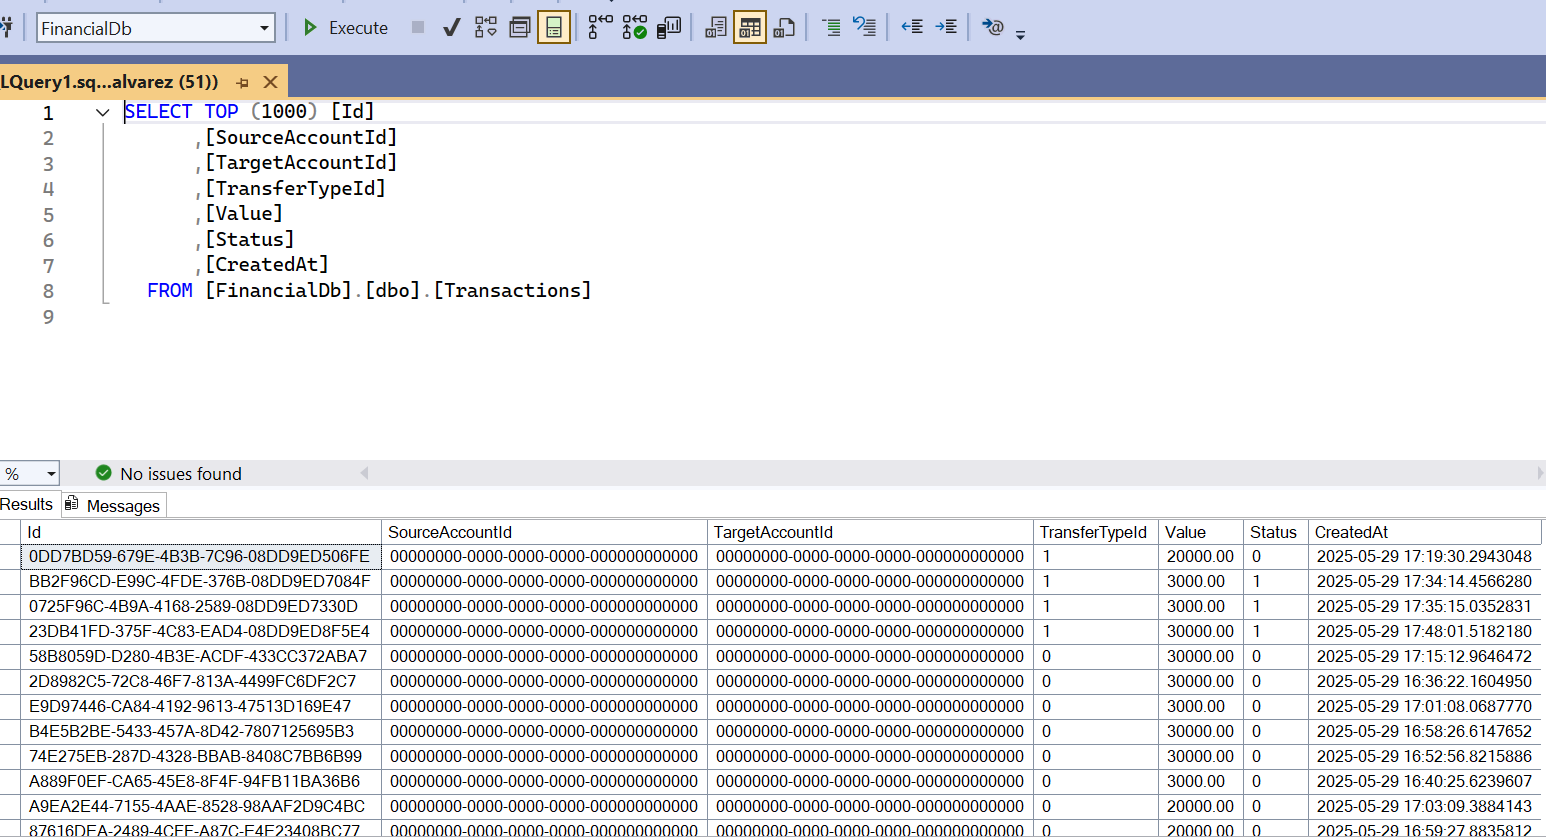 FinancialDb
Execute
LQuery1.sq...alvarez (51))
1 SELECT TOP (1000) [Id]
2 ,[SourceAccountId]
3 ,[TargetAccountId]
4 ,[TransferTypeId]
5 ,[Value]
6 ,[Status]
7 ,[CreatedAt]
8 FROM [FinancialDb].[dbo].[Transactions]
9
% No issues found
Results Messages
Id SourceAccountId TargetAccountId TransferTypeId Value Status CreatedAt
0DD7BD59-679E-4B3B-7C96-08DD9ED506FE 00000000-0000-0000-0000-000000000000 00000000-0000-0000-0000-000000000000 1 20000.00 0 2025-05-29 17:19:30.2943048
BB2F96CD-E99C-4FDE-376B-08DD9ED7084F 00000000-0000-0000-0000-000000000000 00000000-0000-0000-0000-000000000000 1 3000.00 1 2025-05-29 17:34:14.4566280
0725F96C-4B9A-4168-2589-08DD9ED7330D 00000000-0000-0000-0000-000000000000 00000000-0000-0000-0000-000000000000 1 3000.00 1 2025-05-29 17:35:15.0352831
23DB41FD-375F-4C83-EAD4-08DD9ED8F5E4 00000000-0000-0000-0000-000000000000 00000000-0000-0000-0000-000000000000 1 30000.00 1 2025-05-29 17:48:01.5182180
58B8059D-D280-4B3E-ACDF-433CC372ABA7 00000000-0000-0000-0000-000000000000 00000000-0000-0000-0000-000000000000 0 30000.00 0 2025-05-29 17:15:12.9646472
2D8982C5-72C8-46F7-813A-4499FC6DF2C7 00000000-0000-0000-0000-000000000000 00000000-0000-0000-0000-000000000000 0 30000.00 0 2025-05-29 16:36:22.1604950
E9D97446-CA84-4192-9613-47513D169E47 00000000-0000-0000-0000-000000000000 00000000-0000-0000-0000-000000000000 0 3000.00 0 2025-05-29 17:01:08.0687770
B4E5B2BE-5433-457A-8D42-7807125695B3 00000000-0000-0000-0000-000000000000 00000000-0000-0000-0000-000000000000 0 30000.00 0 2025-05-29 16:58:26.6147652
74E275EB-287D-4328-BBAB-8408C7BB6B99 00000000-0000-0000-0000-000000000000 00000000-0000-0000-0000-000000000000 0 30000.00 0 2025-05-29 16:52:56.8215886
A889F0EF-CA65-45E8-8F4F-94FB11BA36B6 00000000-0000-0000-0000-000000000000 00000000-0000-0000-0000-000000000000 0 3000.00 0 2025-05-29 16:40:25.6239607
A9EA2E44-7155-4AAE-8528-98AAF2D9C4BC 00000000-0000-0000-0000-000000000000 00000000-0000-0000-0000-000000000000 0 20000.00 0 2025-05-29 17:03:09.3884143
87616DEA-2489-4CEF-A87C-E4E23408BC77 00000000-0000-0000-0000-000000000000 00000000-0000-0000-0000-000000000000 0 20000.00 0 2025-05-29 16:59:27.8835812